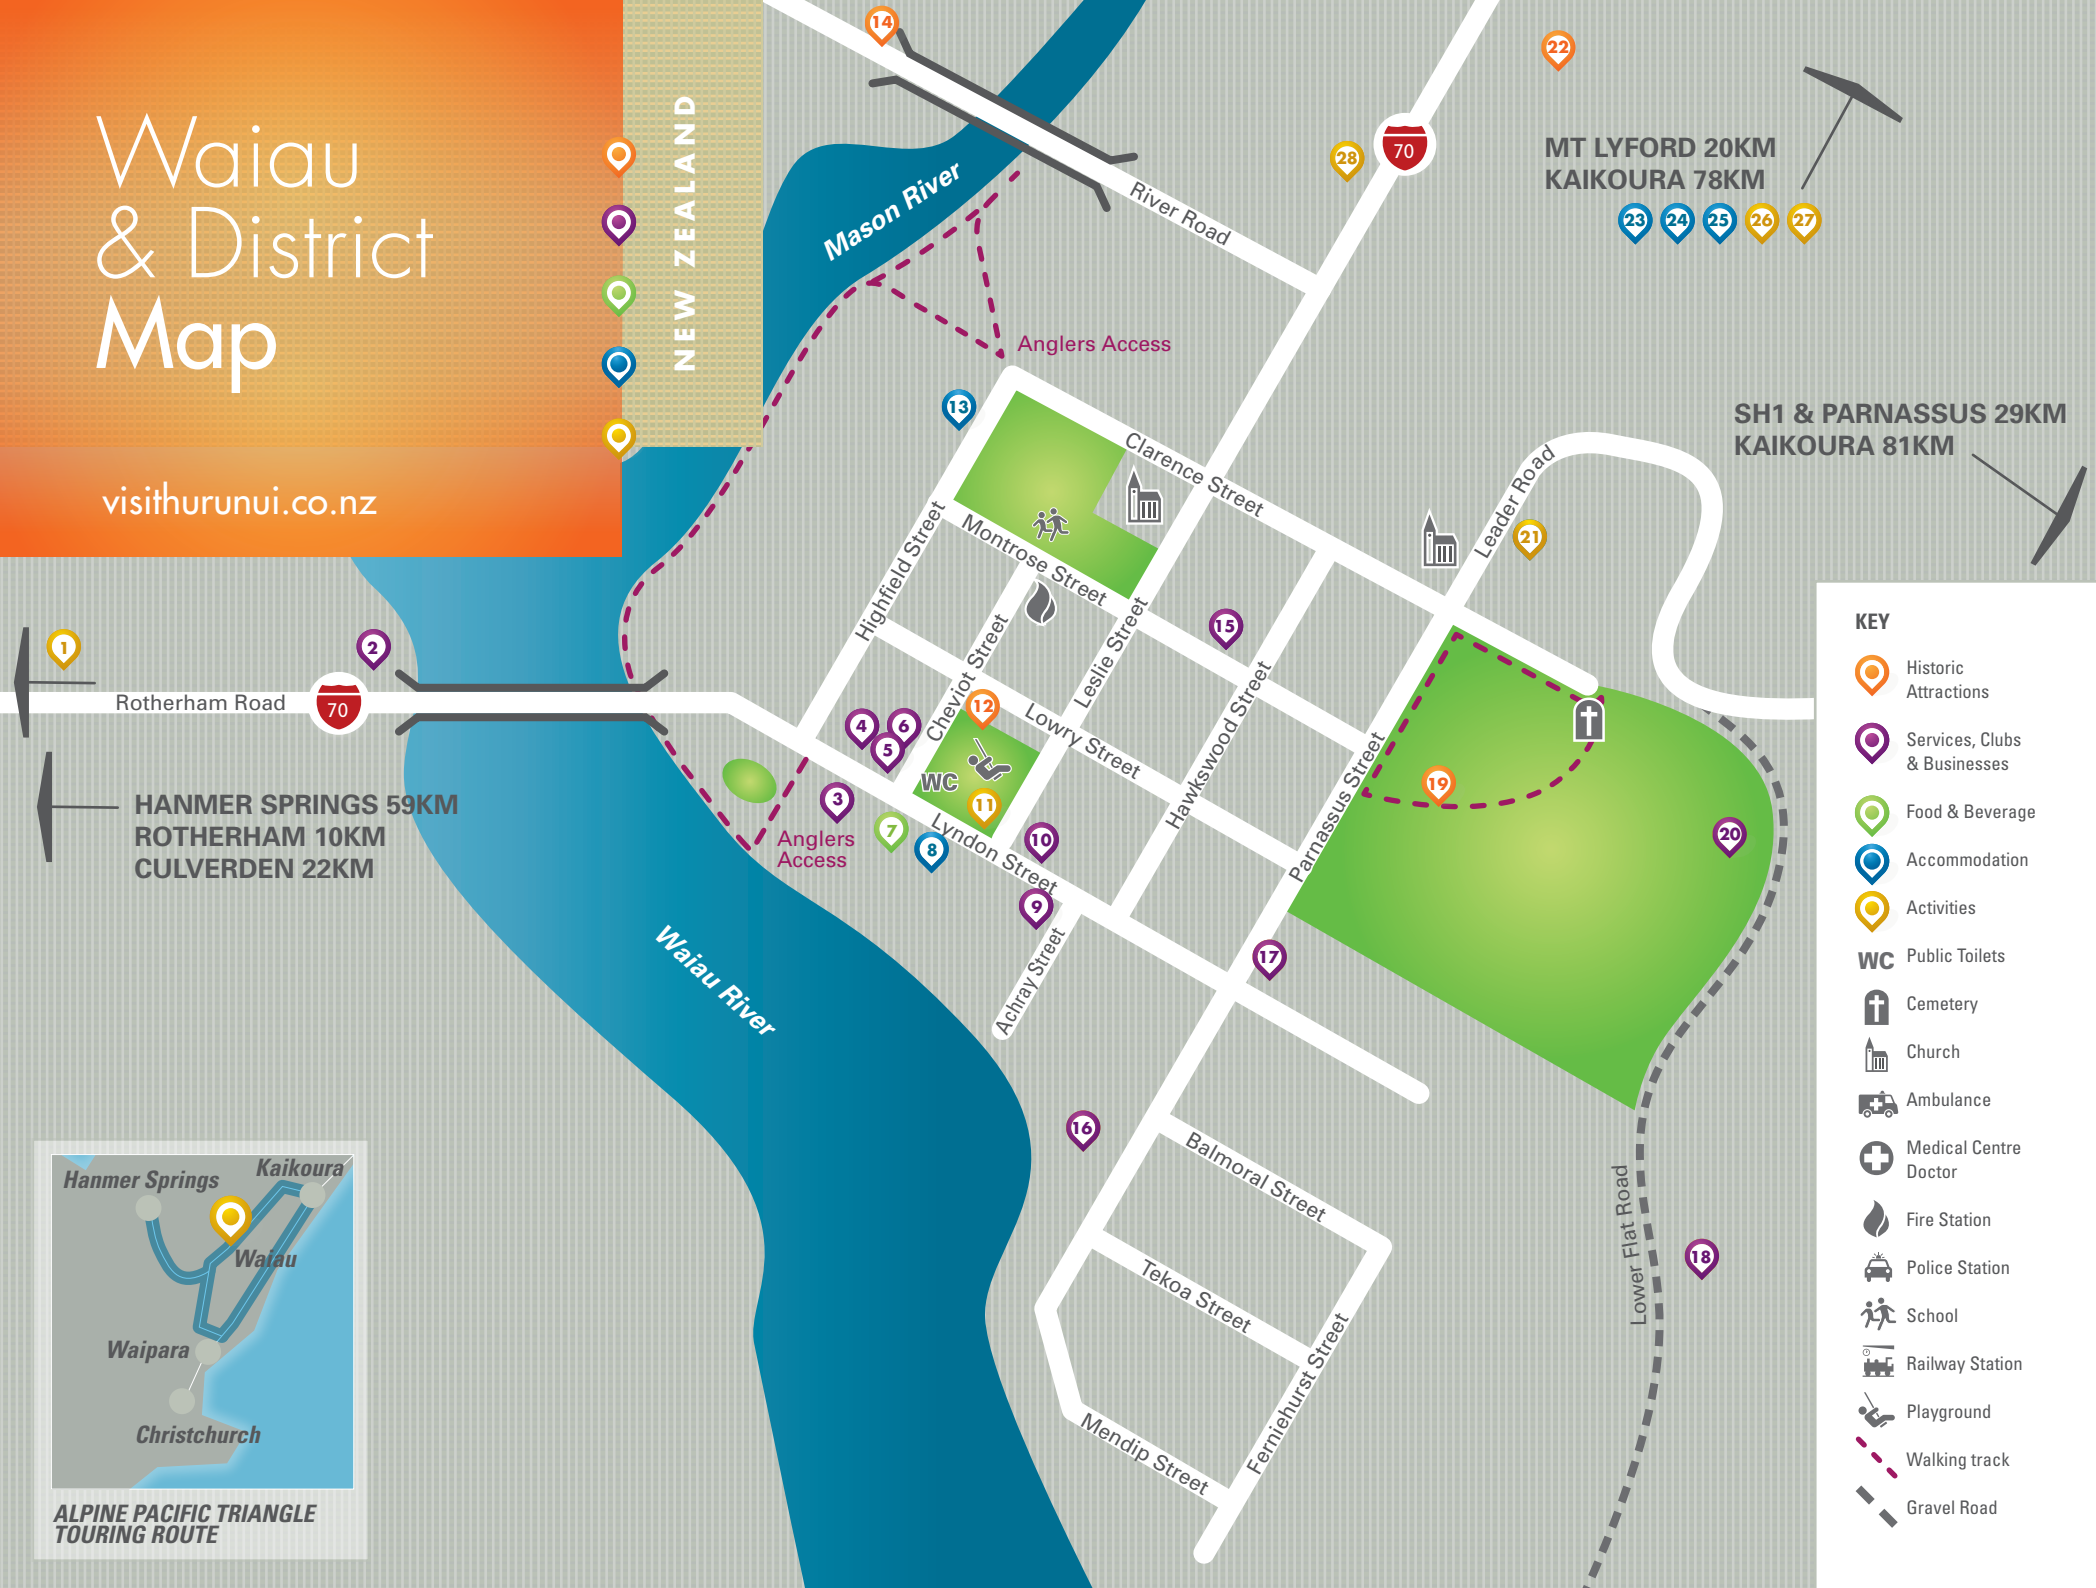 Waiau
& District
Map
visithurunui.co.nz
NEW ZEALAND
14
22
70
28
MT LYFORD 20KM
KAIKOURA 78KM
23 24 25 26 27
Mason River
River Road
Anglers Access
13
SH1 & PARNASSUS 29KM
KAIKOURA 81KM
Clarence Street
Leader Road
21
Highfield Street
Montrose Street
Cheviot Street
Leslie Street
15
1
2
Rotherham Road
70
HANMER SPRINGS 59KM
ROTHERHAM 10KM
CULVERDEN 22KM
4
6
5
12
Lowry Street
Hawkswood Street
Parnassus Street
WC
11
3
7
8
10
Lyndon Street
9
Anglers
Access
19
20
Achray Street
17
Waiau River
16
18
Balmoral Street
Tekoa Street
Lower Flat Road
Ferniehurst Street
Mendip Street
Hanmer Springs
Kaikoura
Waiau
Waipara
Christchurch
ALPINE PACIFIC TRIANGLE
TOURING ROUTE
KEY
Historic
Attractions
Services, Clubs
& Businesses
Food & Beverage
Accommodation
Activities
WC Public Toilets
Cemetery
Church
Ambulance
Medical Centre
Doctor
Fire Station
Police Station
School
Railway Station
Playground
Walking track
Gravel Road